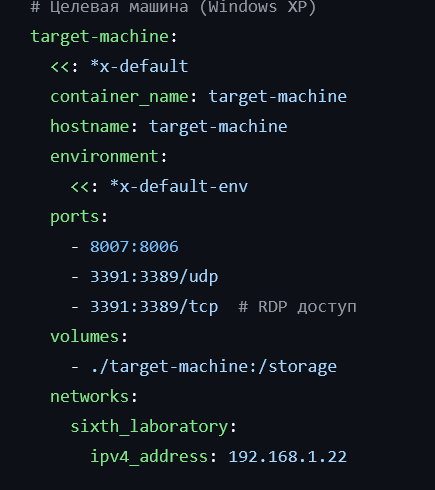 # Целевая машина (Windows XP)
target-machine:
  <<: *x-default
  container_name: target-machine
  hostname: target-machine
  environment:
    <<: *x-default-env
  ports:
    - 8007:8006
    - 3391:3389/udp
    - 3391:3389/tcp  # RDP доступ
  volumes:
    - ./target-machine:/storage
  networks:
    sixth_laboratory:
      ipv4_address: 192.168.1.22